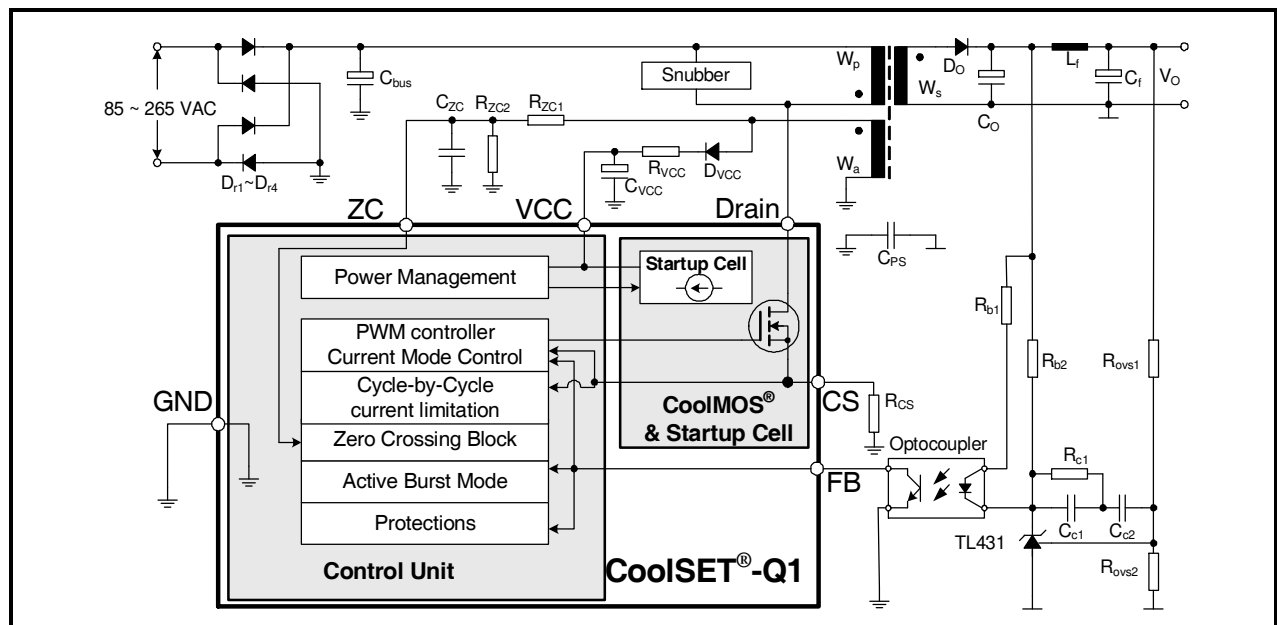 85 ~ 265 VAC
Dr1~Dr4
Cbus
CZC
RZC2
RZC1
Snubber
Wp
Ws
Wa
DO
CO
Lf
Cf
VO
RVCC
DVCC
CVCC
CPS
ZC
VCC
Drain
Power Management
Startup Cell
PWM controller
Current Mode Control
Cycle-by-Cycle
current limitation
Zero Crossing Block
Active Burst Mode
Protections
Control Unit
CoolMOS®
& Startup Cell
CoolSET®-Q1
GND
CS
RCS
FB
Optocoupler
Rb1
Rb2
Rovs1
Rc1
Cc1
Cc2
TL431
Rovs2